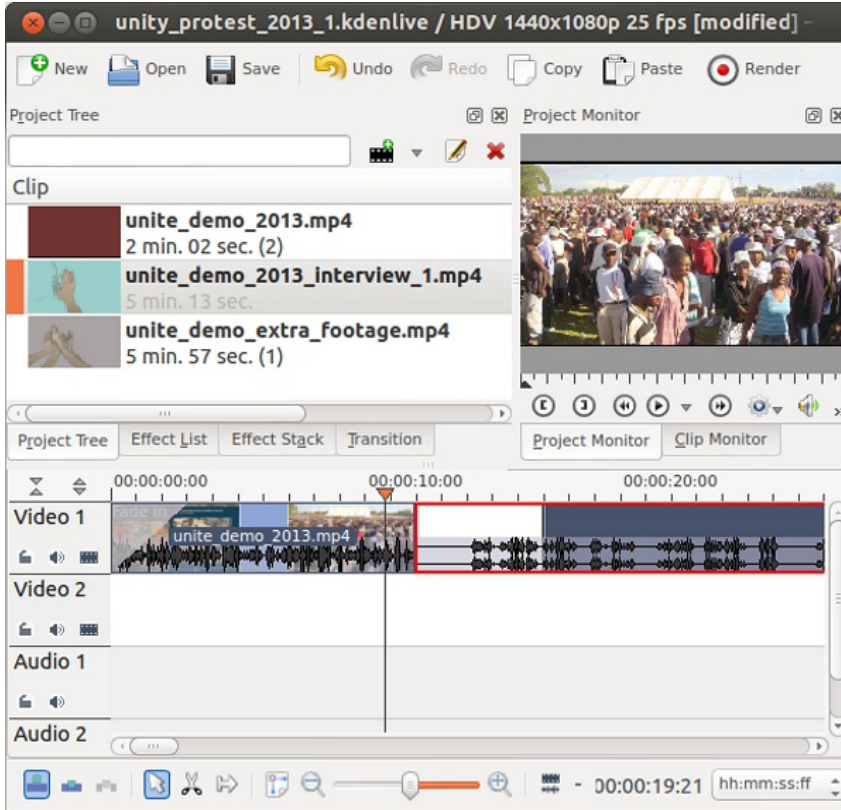 unity_protest_2013_1.kdenlive / HDV 1440x1080p 25 fps [modified] –
New Open Save Undo Redo Copy Paste Render
Project Tree
Project Monitor
Clip
unite_demo_2013.mp4
2 min. 02 sec. (2)
unite_demo_2013_interview_1.mp4
5 min. 13 sec.
unite_demo_extra_footage.mp4
5 min. 57 sec. (1)
Project Tree Effect List Effect Stack Transition
Project Monitor Clip Monitor
00:00:00:00 00:00:10:00 00:00:20:00
Video 1
Fade in
unite_demo_2013.mp4
Video 2
Audio 1
Audio 2
- 00:00:19:21 hh:mm:ss:ff